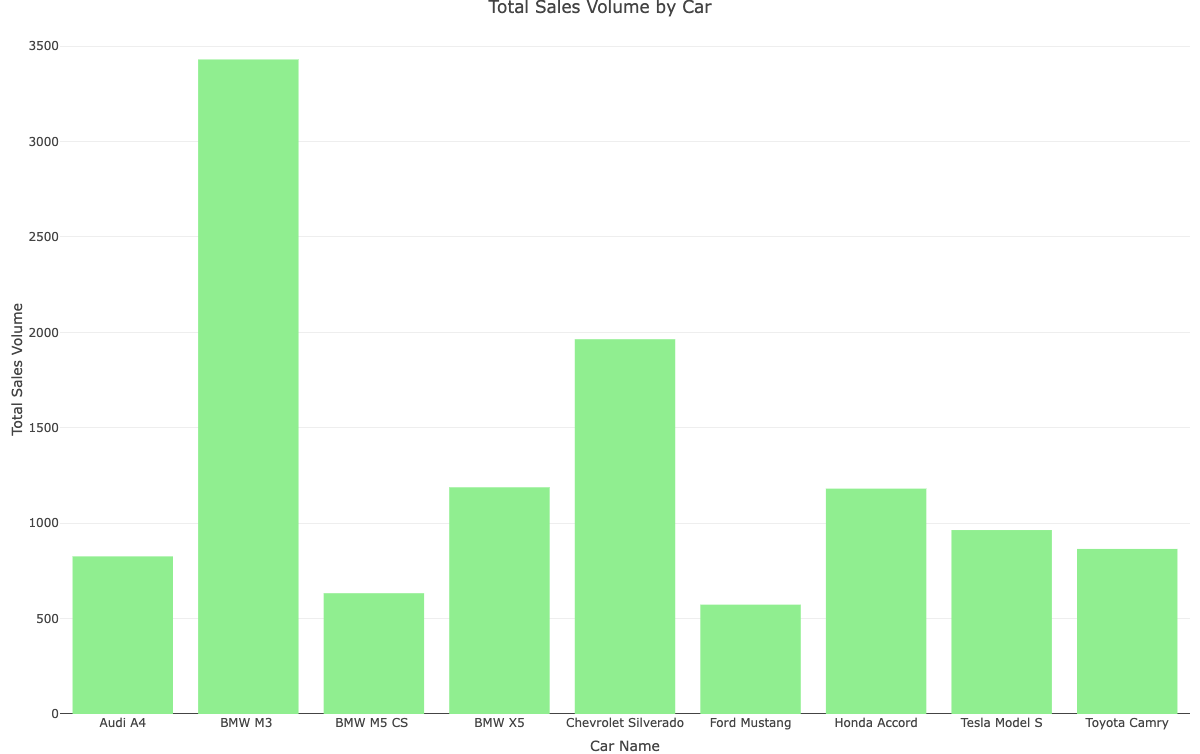 Total Sales Volume by Car
3500
3000
2500
2000
1500
1000
500
0
Total Sales Volume
Audi A4
BMW M3
BMW M5 CS
BMW X5
Chevrolet Silverado
Ford Mustang
Honda Accord
Tesla Model S
Toyota Camry
Car Name